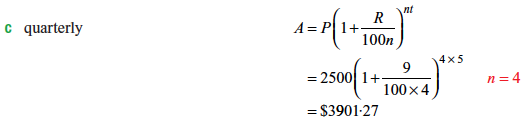 c quarterly A = P(1 + R/100n)^nt
= 2500(1 + 9/100×4)^4×5 n = 4
= $3901·27